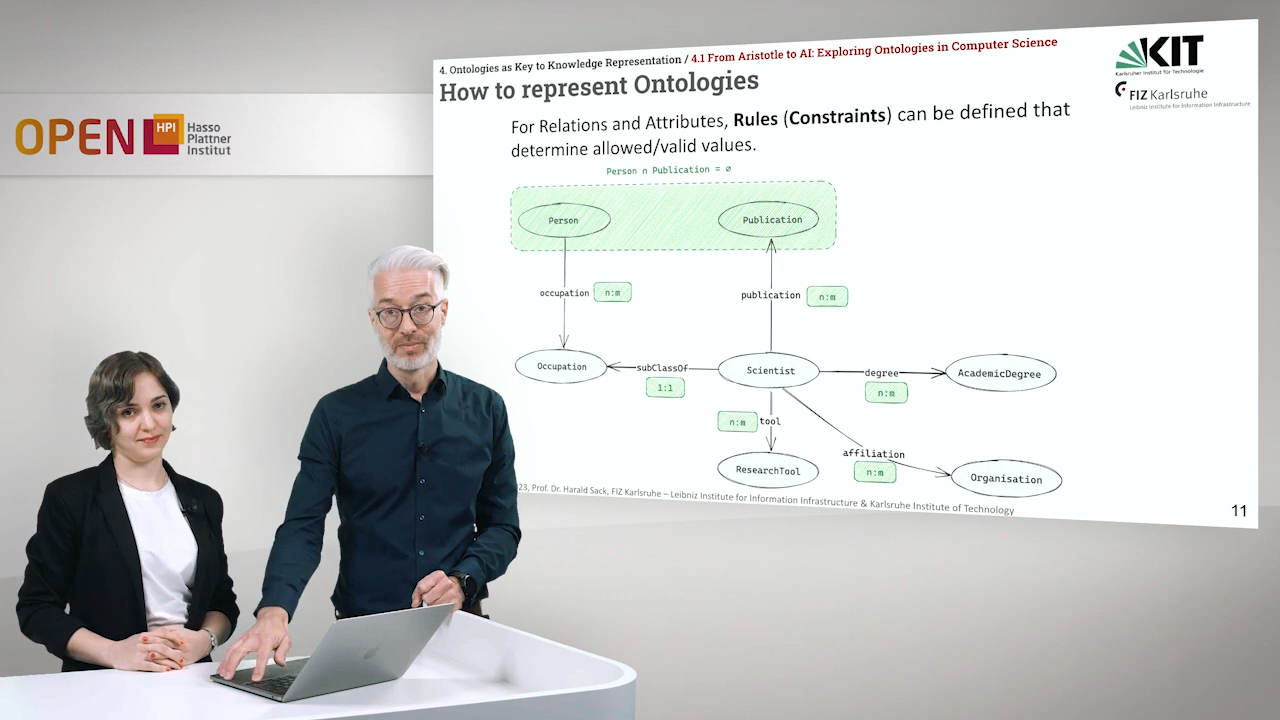 4. Ontologies as Key to Knowledge Representation / 4.1 From Aristotle to AI: Exploring Ontologies in Computer Science
How to represent Ontologies
KIT
Karlsruher Institut für Technologie
FIZ Karlsruhe
Leibniz Institute for Information Infrastructure
OPEN HPI
Hasso
Plattner
Institut
For Relations and Attributes, Rules (Constraints) can be defined that
determine allowed/valid values.
Person ∩ Publication = ∅
Person
Publication
occupation n:m
publication n:m
Occupation
subClassOf
1:1
Scientist
degree
n:m
AcademicDegree
n:m tool
affiliation
n:m
ResearchTool
Organisation
23, Prof. Dr. Harald Sack, FIZ Karlsruhe – Leibniz Institute for Information Infrastructure & Karlsruhe Institute of Technology
11